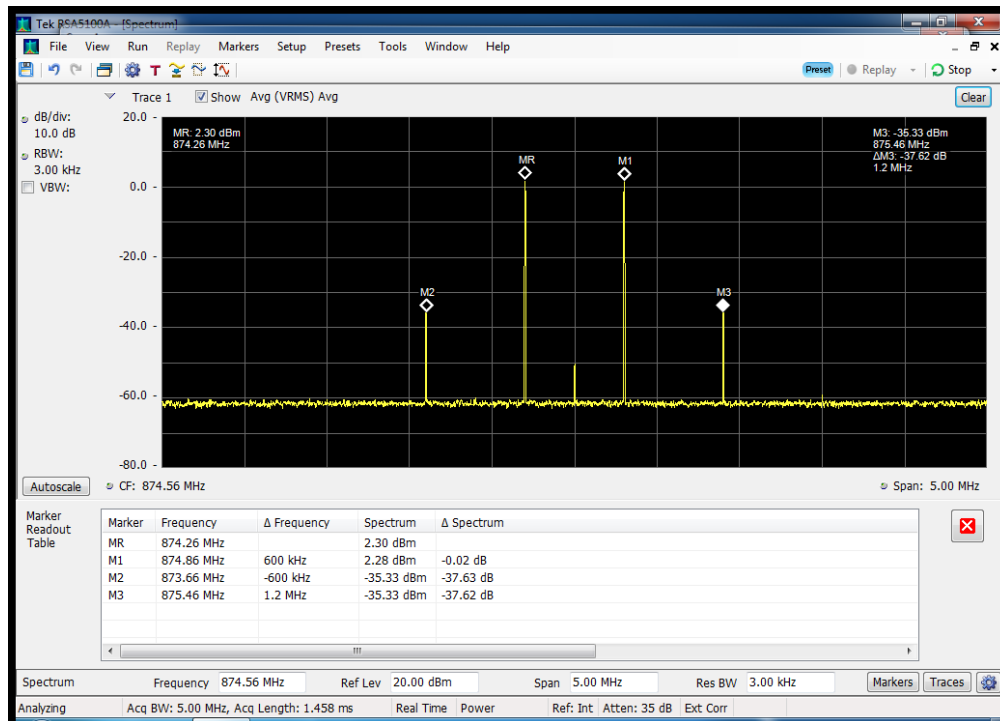 Tek RSA5100A - [Spectrum]
File View Run Replay Markers Setup Presets Tools Window Help
T Preset Replay Stop
Trace 1 Show Avg (VRMS) Avg Clear
dB/div:
10.0 dB
RBW:
3.00 kHz
VBW:
20.0
0.0
-20.0
-40.0
-60.0
-80.0
MR: 2.30 dBm
874.26 MHz
M3: -35.33 dBm
875.46 MHz
ΔM3: -37.62 dB
1.2 MHz
MR M1
M2 M3
Autoscale CF: 874.56 MHz Span: 5.00 MHz
Marker
Readout
Table
Marker Frequency Δ Frequency Spectrum Δ Spectrum
MR 874.26 MHz 2.30 dBm
M1 874.86 MHz 600 kHz 2.28 dBm -0.02 dB
M2 873.66 MHz -600 kHz -35.33 dBm -37.63 dB
M3 875.46 MHz 1.2 MHz -35.33 dBm -37.62 dB
Spectrum Frequency 874.56 MHz Ref Lev 20.00 dBm Span 5.00 MHz Res BW 3.00 kHz Markers Traces
Analyzing Acq BW: 5.00 MHz, Acq Length: 1.458 ms Real Time Power Ref: Int Atten: 35 dB Ext Corr